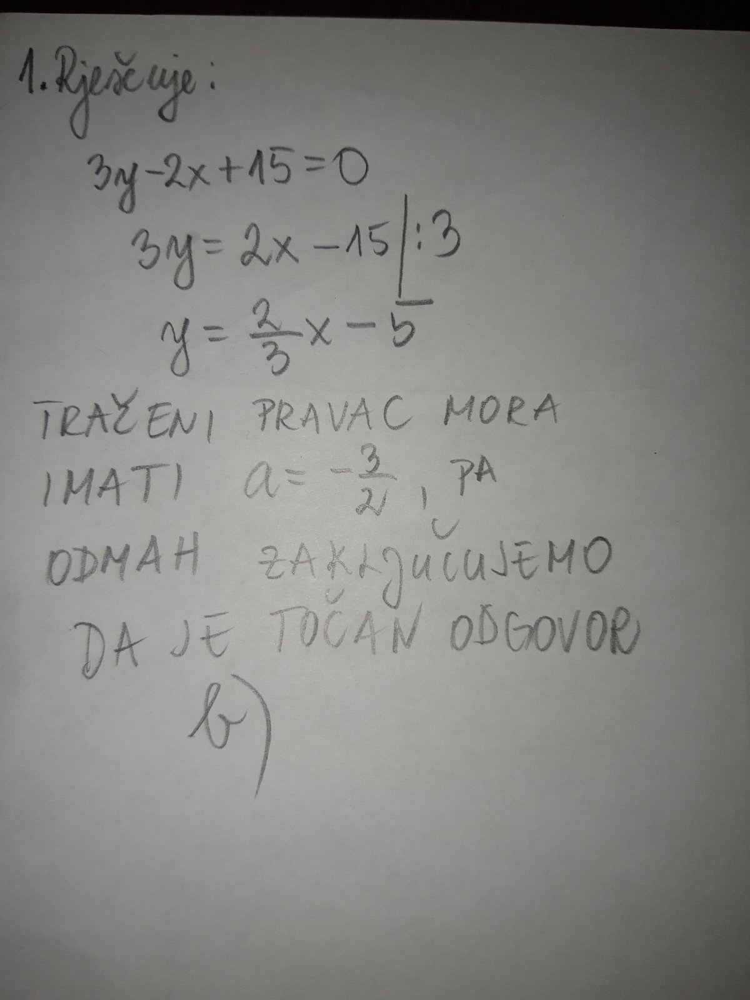 1. Rješenje:
3y-2x+15=0
3y=2x-15|:3
y=2/3x-5
TRAŽENI PRAVAC MORA
IMATI a=-3/2, PA
ODMAH ZAKLJUČUJEMO
DA JE TOČAN ODGOVOR
b)